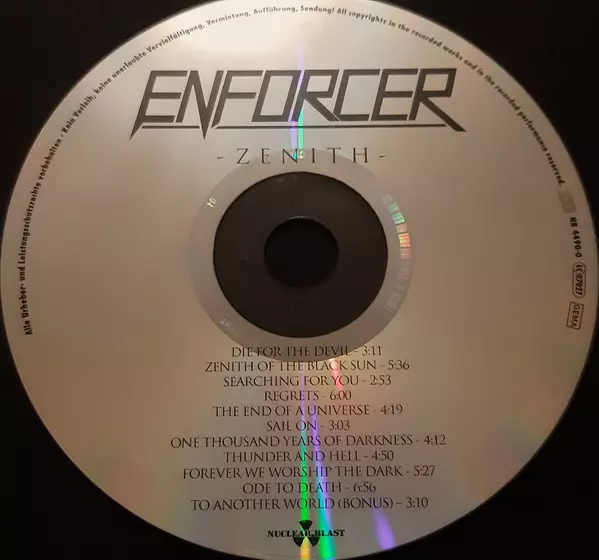 Alle Urheber- und Leistungsschutzrechte vorbehalten - Kein Verleih, keine unerlaubte Vervielfältigung, Vermietung, Aufführung, Sendung! All copyrights in the recorded works and in the recorded performance reserved.
ENFORCER
- ZENITH -
NB 4490-0
LC 07027
GEMA
DIE FOR THE DEVIL - 3:11
ZENITH OF THE BLACK SUN - 5:36
SEARCHING FOR YOU - 2:53
REGRETS - 6:00
THE END OF A UNIVERSE - 4:19
SAIL ON - 3:03
ONE THOUSAND YEARS OF DARKNESS - 4:12
THUNDER AND HELL - 4:50
FOREVER WE WORSHIP THE DARK - 5:27
ODE TO DEATH - 6:56
TO ANOTHER WORLD (BONUS) – 3:10
NUCLEAR BLAST